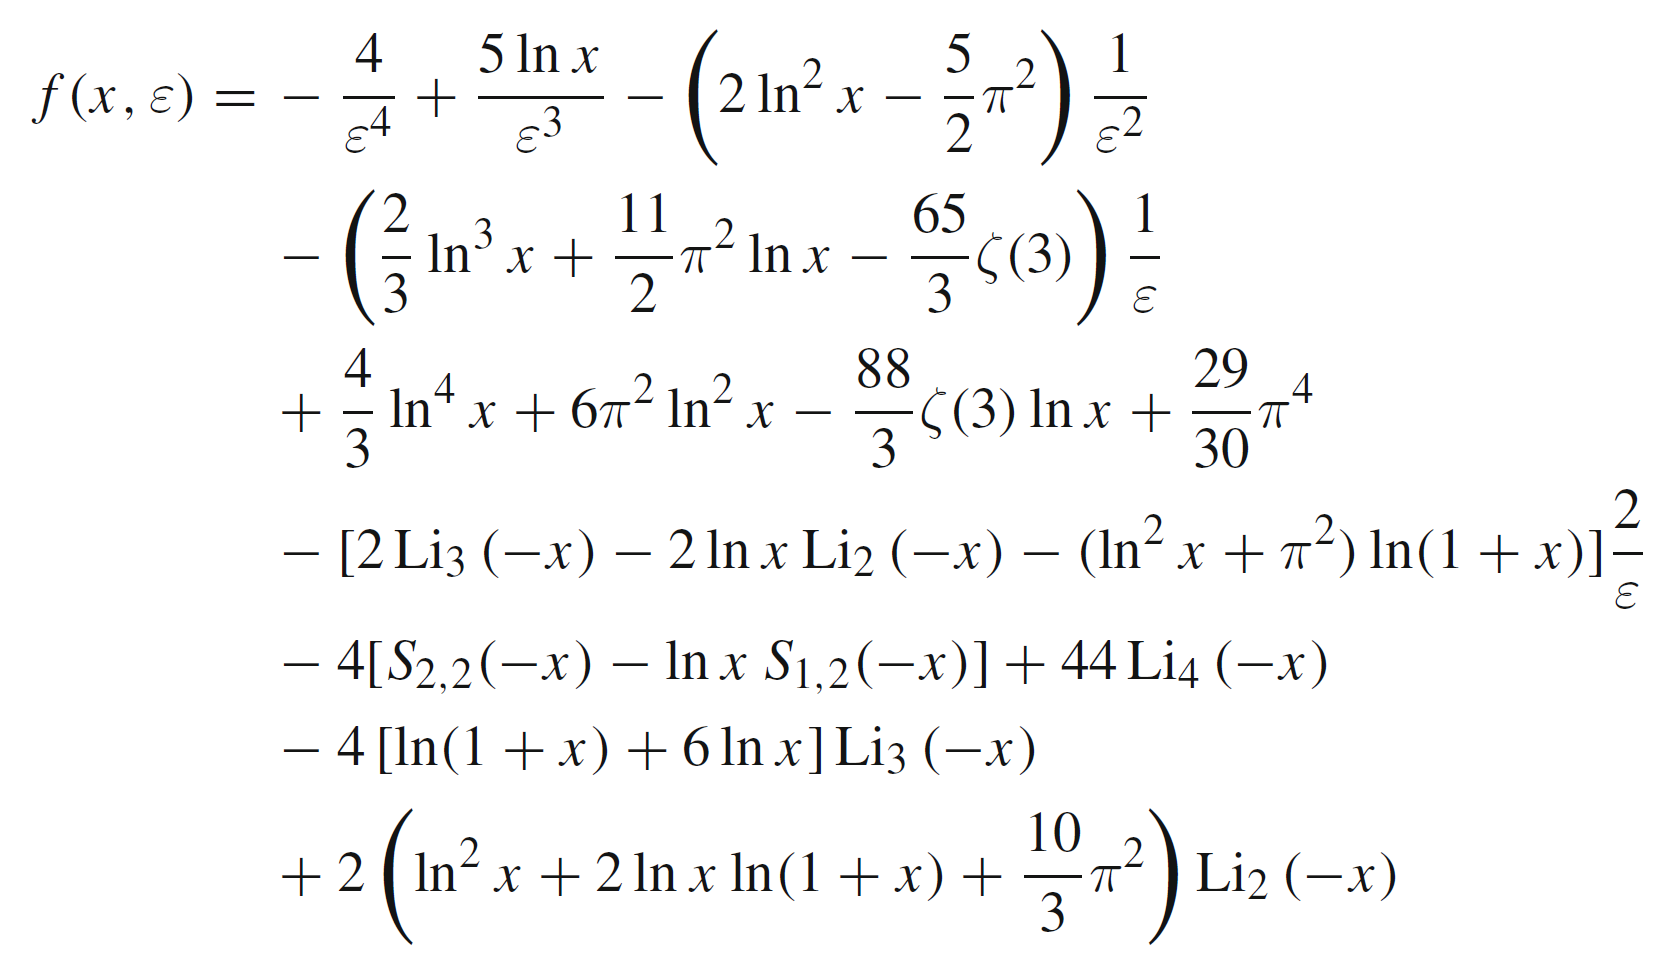 f(x, ε) = − 4/ε⁴ + 5 ln x/ε³ − (2 ln² x − 5/2 π²) 1/ε²
− (2/3 ln³ x + 11/2 π² ln x − 65/3 ζ(3)) 1/ε
+ 4/3 ln⁴ x + 6π² ln² x − 88/3 ζ(3) ln x + 29/30 π⁴
− [2 Li₃ (−x) − 2 ln x Li₂ (−x) − (ln² x + π²) ln(1 + x)] 2/ε
− 4[S₂,₂(−x) − ln x S₁,₂(−x)] + 44 Li₄ (−x)
− 4 [ln(1 + x) + 6 ln x] Li₃ (−x)
+ 2 (ln² x + 2 ln x ln(1 + x) + 10/3 π²) Li₂ (−x)